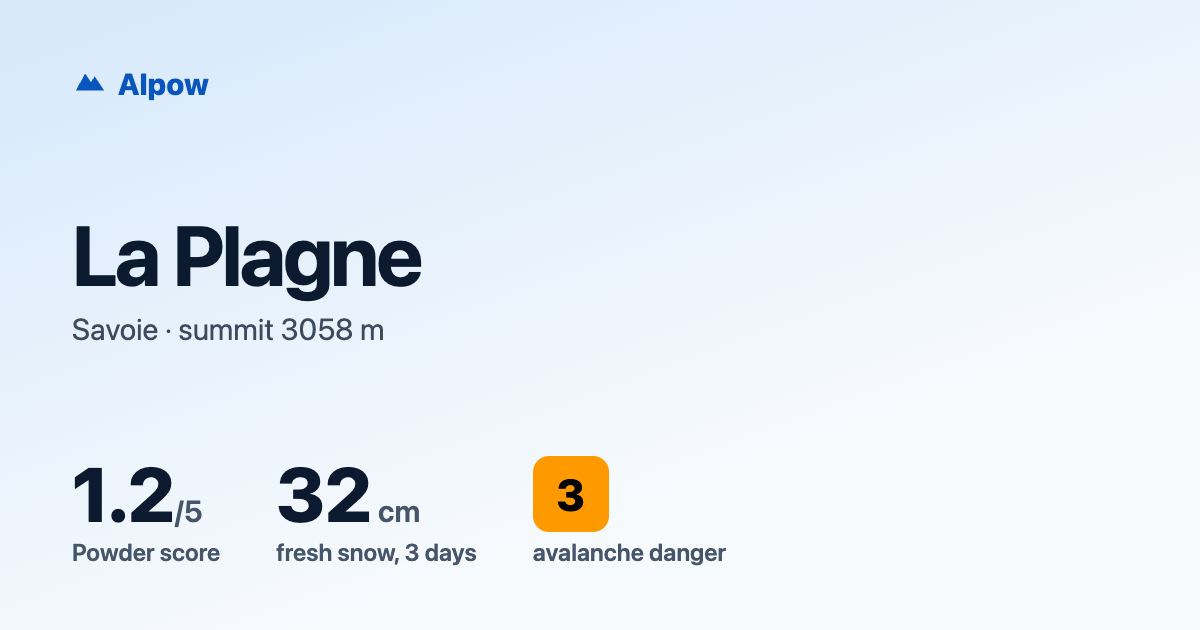 Alpow
La Plagne
Savoie · summit 3058 m
1.2/5 32 cm 3
Powder score fresh snow, 3 days avalanche danger